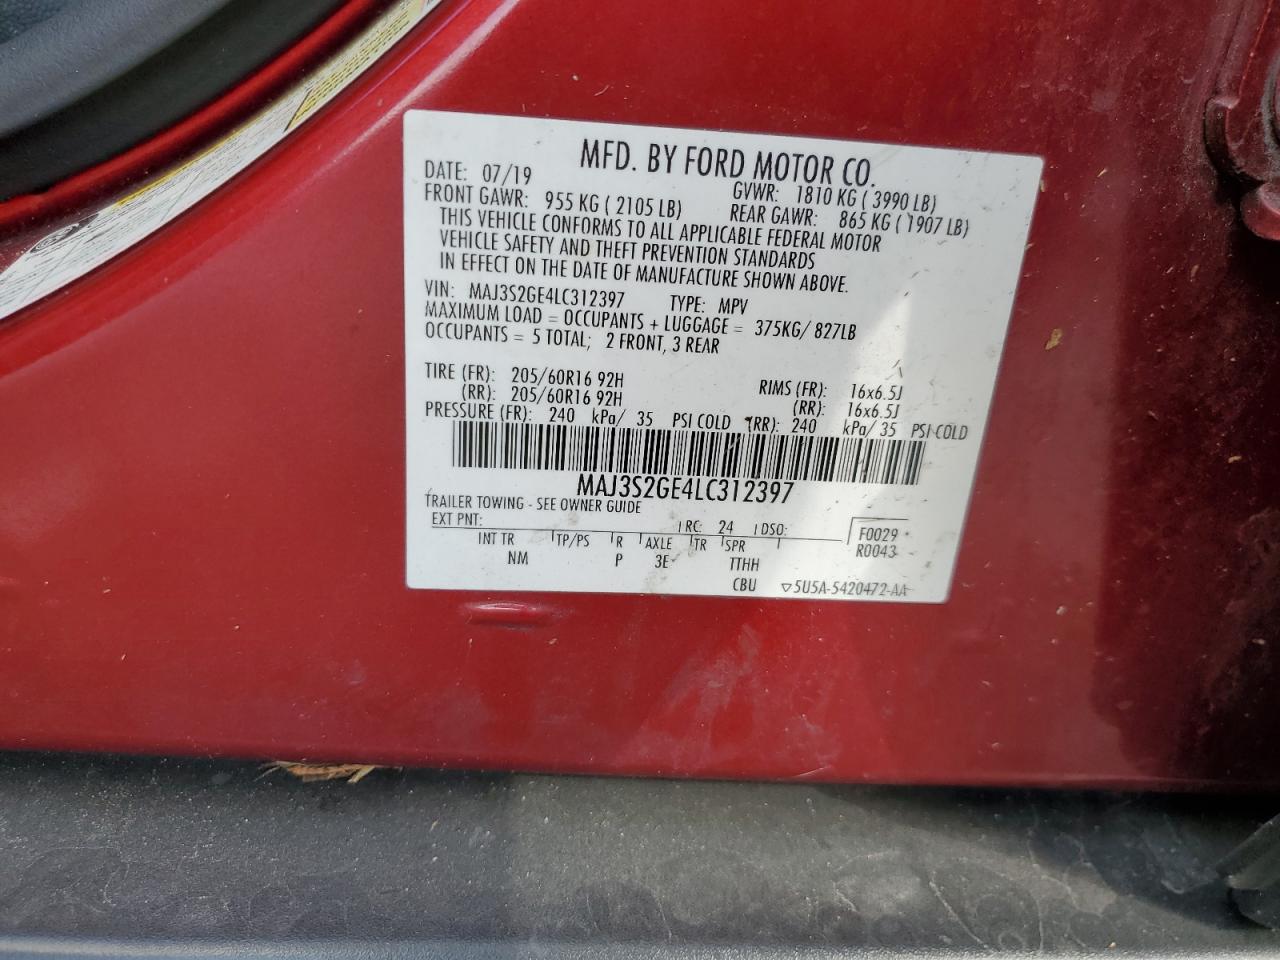 MFD. BY FORD MOTOR CO.
DATE: 07/19 GVWR: 1810 KG ( 3990 LB)
FRONT GAWR: 955 KG ( 2105 LB) REAR GAWR: 865 KG ( 1907 LB)
THIS VEHICLE CONFORMS TO ALL APPLICABLE FEDERAL MOTOR
VEHICLE SAFETY AND THEFT PREVENTION STANDARDS
IN EFFECT ON THE DATE OF MANUFACTURE SHOWN ABOVE.
VIN: MAJ3S2GE4LC312397 TYPE: MPV
MAXIMUM LOAD = OCCUPANTS + LUGGAGE = 375KG/ 827LB
OCCUPANTS = 5 TOTAL; 2 FRONT, 3 REAR
TIRE (FR): 205/60R16 92H RIMS (FR): 16x6.5J
(RR): 205/60R16 92H (RR): 16x6.5J
PRESSURE (FR): 240 kPa/ 35 PSI COLD (RR): 240 kPa/ 35 PSI COLD
MAJ3S2GE4LC312397
TRAILER TOWING - SEE OWNER GUIDE
EXT PNT: RC: 24 DSO: F0029
INT TR TP/PS R AXLE TR SPR R0043
NM P 3E TTHH
CBU 5U5A-5420472-AA